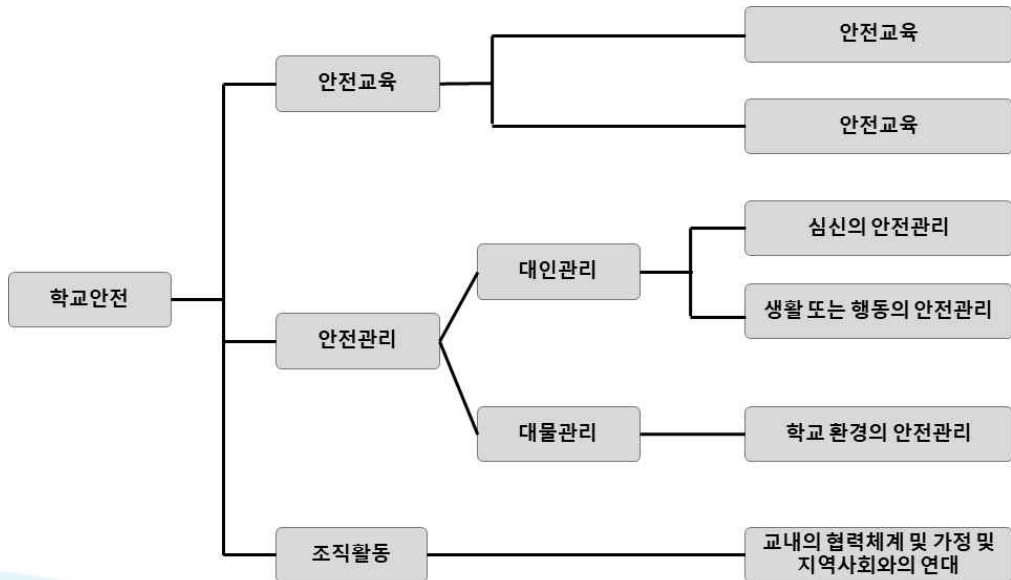 안전교육
안전교육
안전교육
심신의 안전관리
대인관리
학교안전
생활 또는 행동의 안전관리
안전관리
대물관리
학교 환경의 안전관리
조직활동
교내의 협력체계 및 가정 및
지역사회와의 연대